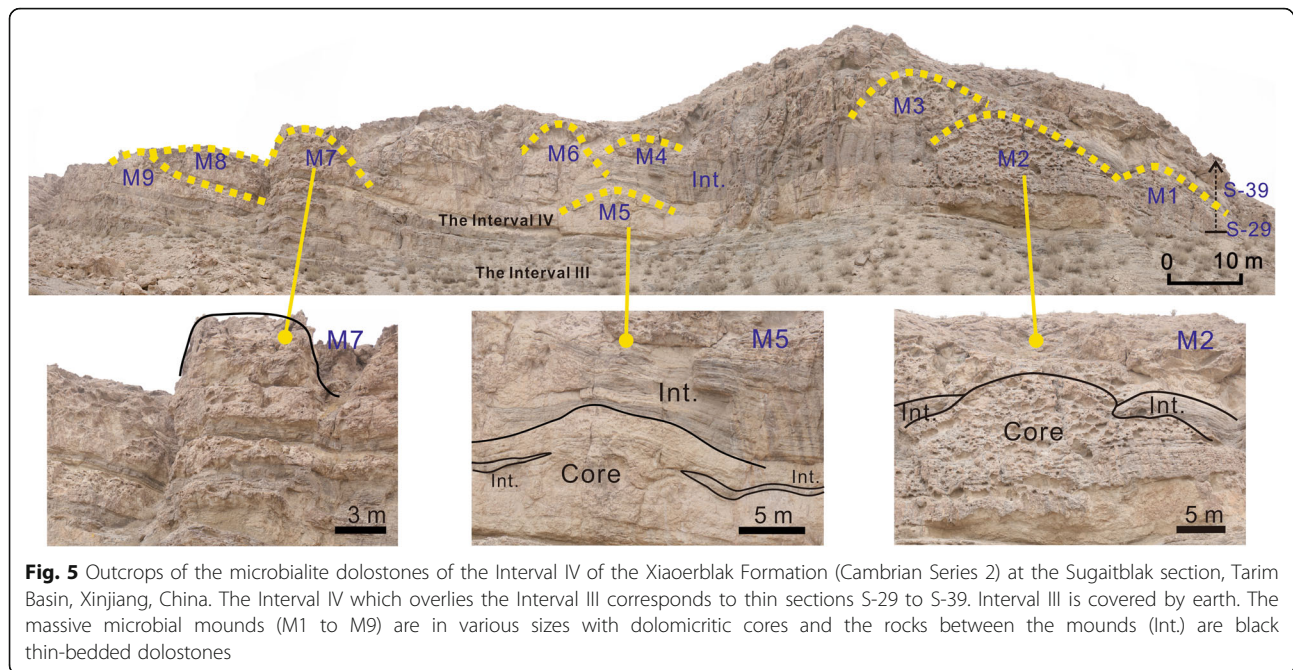 M3
M7
M8
M6
M4
M9
M2
Int.
M1
S-39
M5
The Interval IV
S-29
The Interval III
0 10 m
M7
M5
M2
Int.
Int.
Int.
Core
Core
Int.
Int.
3 m
5 m
5 m
Fig. 5 Outcrops of the microbialite dolostones of the Interval IV of the Xiaoerblak Formation (Cambrian Series 2) at the Sugaitblak section, Tarim
Basin, Xinjiang, China. The Interval IV which overlies the Interval III corresponds to thin sections S-29 to S-39. Interval III is covered by earth. The
massive microbial mounds (M1 to M9) are in various sizes with dolomicritic cores and the rocks between the mounds (Int.) are black
thin-bedded dolostones